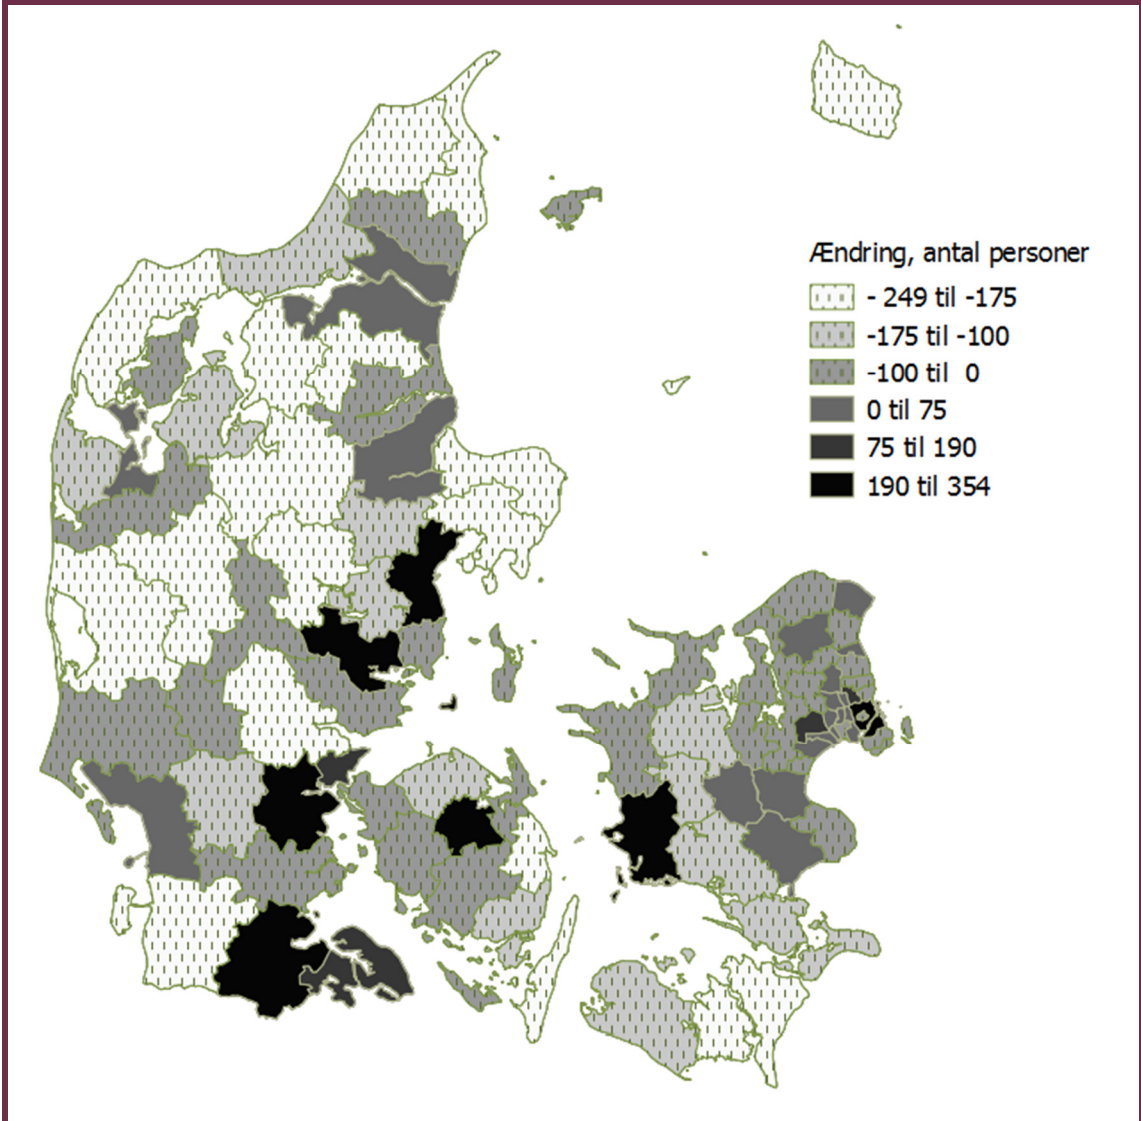 Ændring, antal personer
- 249 til -175
-175 til -100
-100 til 0
0 til 75
75 til 190
190 til 354